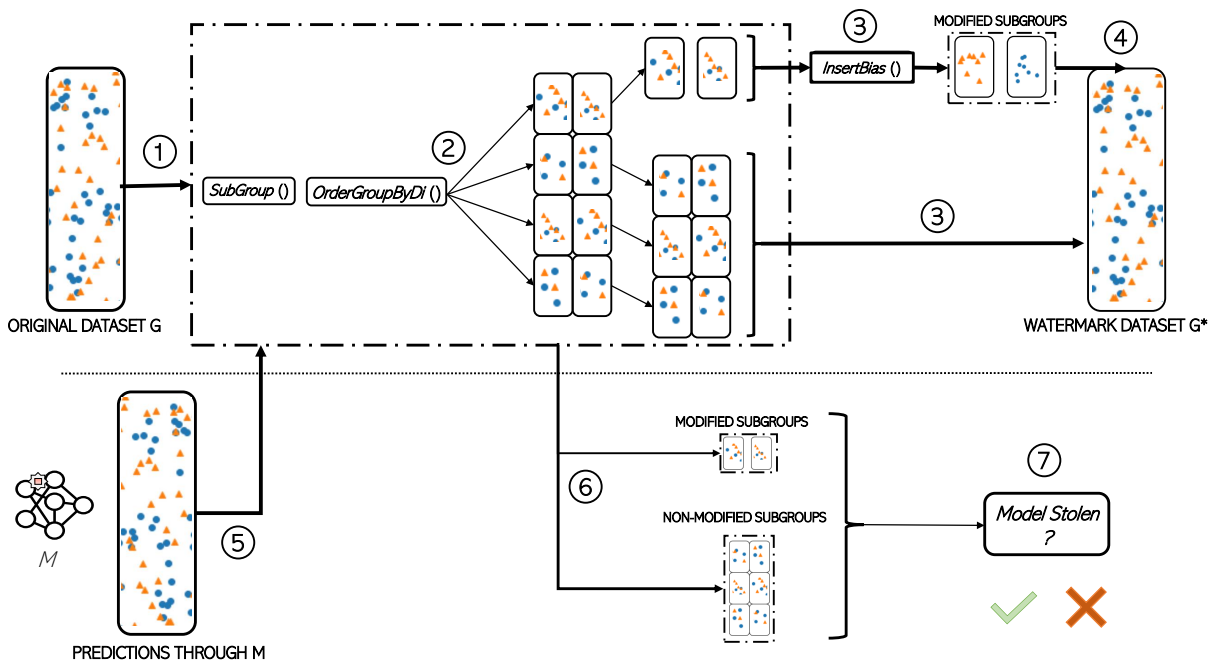 MODIFIED SUBGROUPS
③
④
InsertBias ()
①
②
SubGroup ()
OrderGroupByDi ()
③
ORIGINAL DATASET G
WATERMARK DATASET G*
MODIFIED SUBGROUPS
⑦
⑥
NON-MODIFIED SUBGROUPS
Model Stolen
?
⑤
M
PREDICTIONS THROUGH M